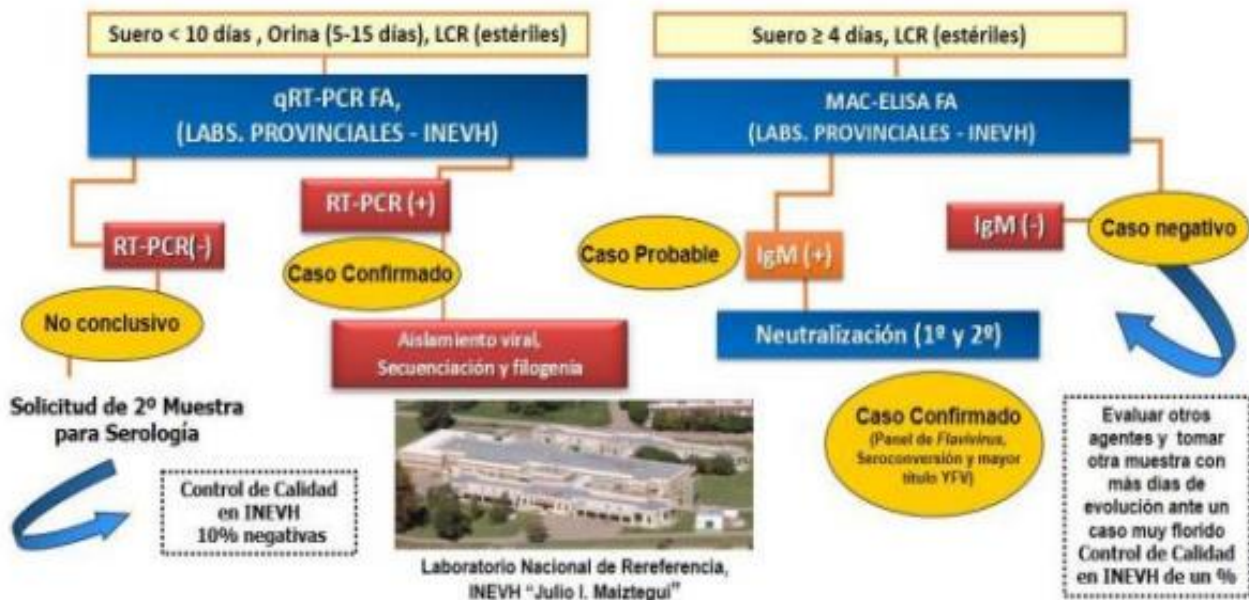 Suero < 10 días , Orina (5-15 días), LCR (estériles)
qRT-PCR FA,
(LABS. PROVINCIALES - INEVH)
RT-PCR(-)
No conclusivo
Solicitud de 2º Muestra
para Serología
Control de Calidad
en INEVH
10% negativas
RT-PCR (+)
Caso Confirmado
Aislamiento viral,
Secuenciación y filogenia
Laboratorio Nacional de Rereferencia,
INEVH "Julio I. Maiztegui"
Suero ≥ 4 días, LCR (estériles)
MAC-ELISA FA
(LABS. PROVINCIALES - INEVH)
Caso Probable
IgM (+)
Neutralización (1º y 2º)
Caso Confirmado
(Panel de Flavivirus,
Seroconversión y mayor
título YFV)
IgM (-)
Caso negativo
Evaluar otros
agentes y tomar
otra muestra con
más días de
evolución ante un
caso muy florido
Control de Calidad
en INEVH de un %